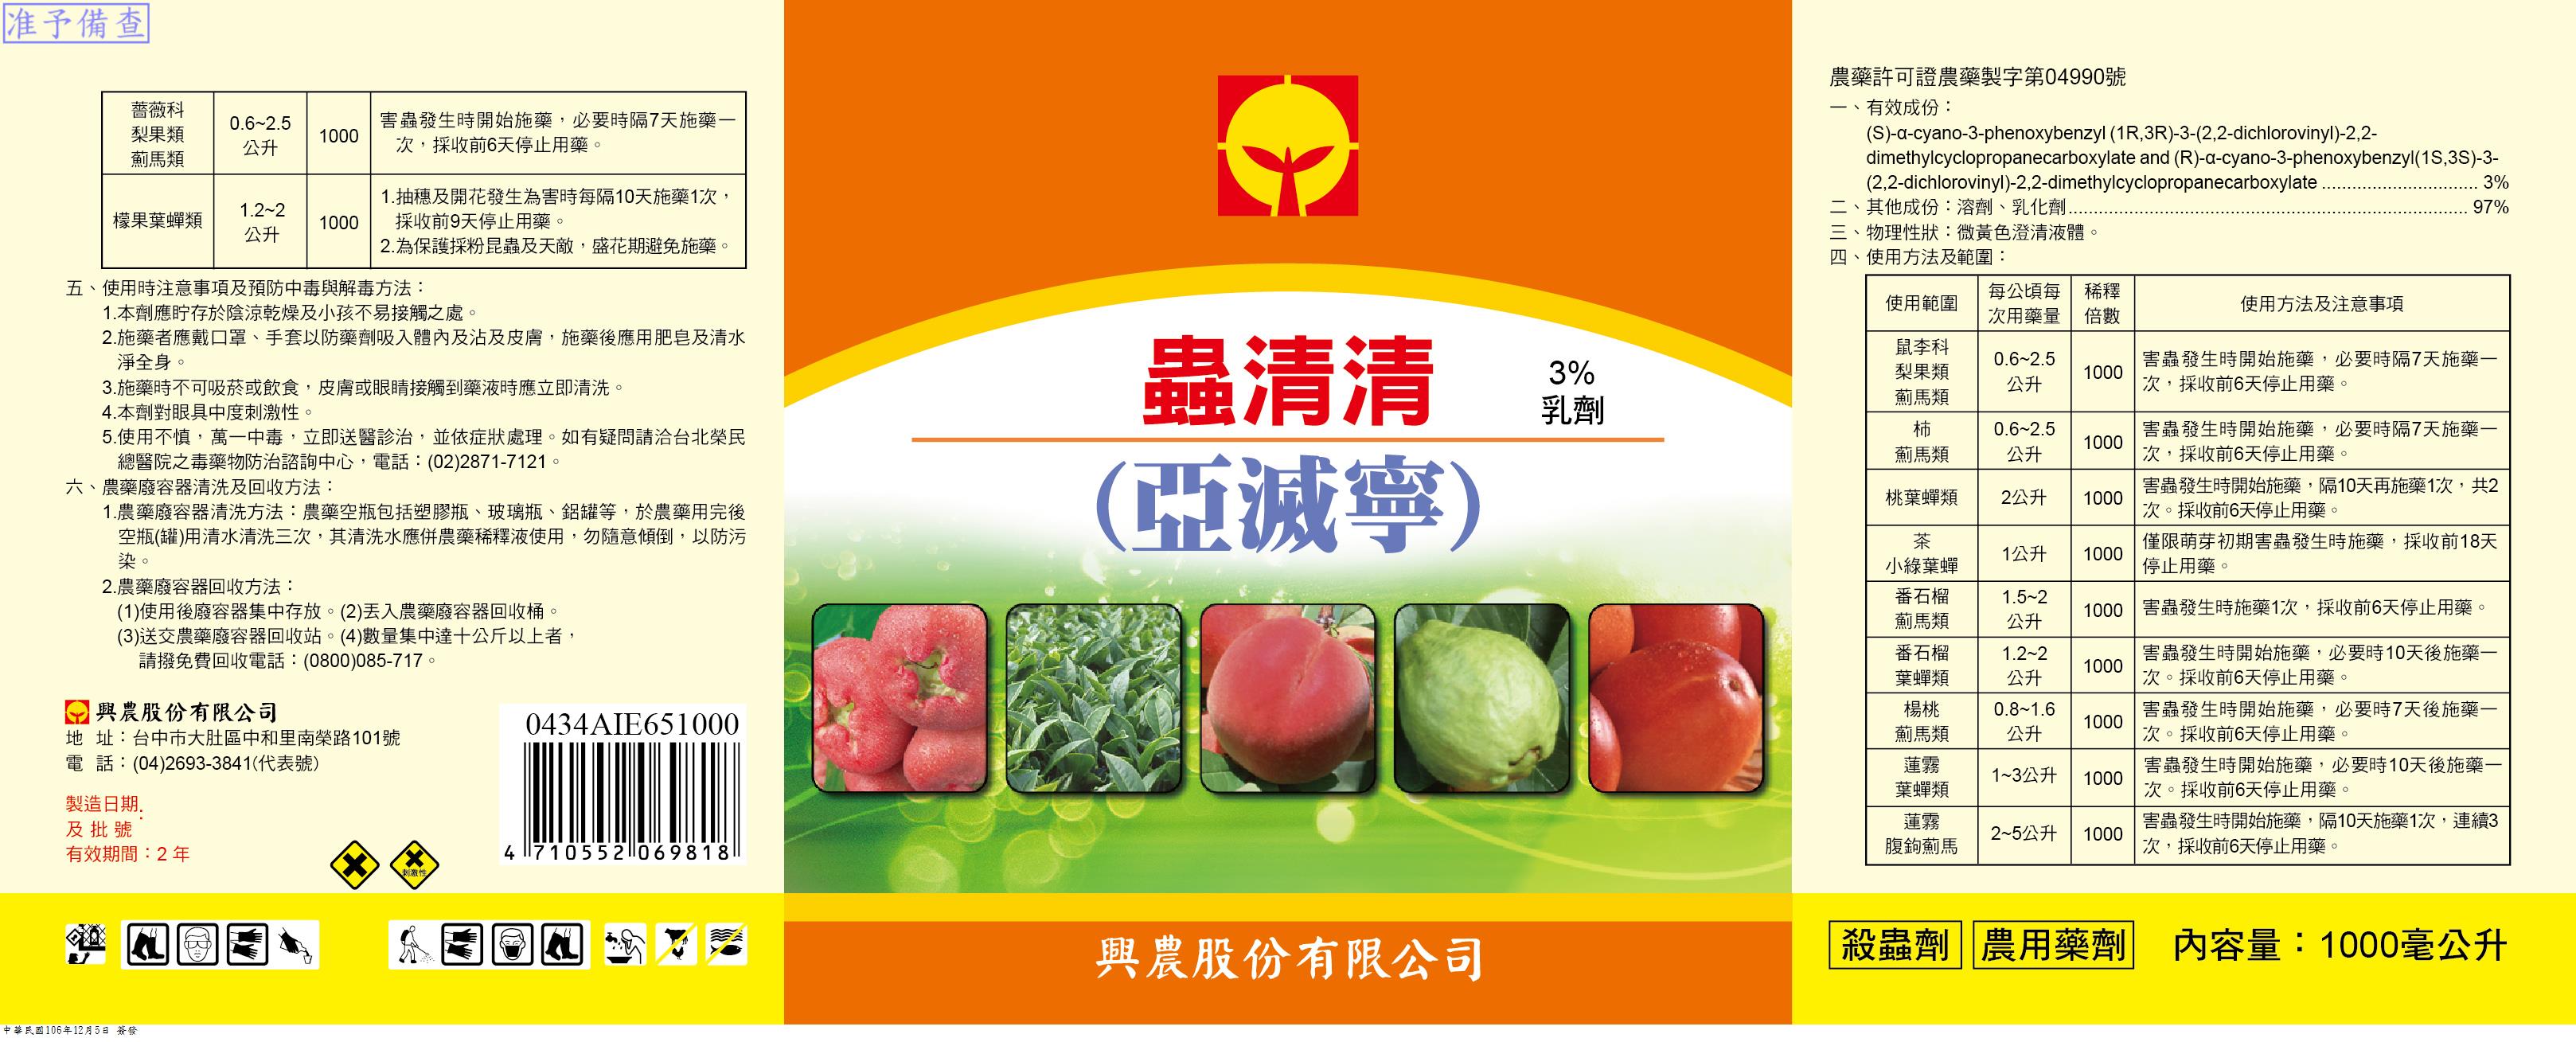 准予備查
薔薇科
梨果類
薊馬類
0.6~2.5
公升
1000
害蟲發生時開始施藥，必要時隔7天施藥一
次，採收前6天停止用藥。
檬果葉蟬類
1.2~2
公升
1000
1.抽穗及開花發生為害時每隔10天施藥1次，
採收前9天停止用藥。
2.為保護採粉昆蟲及天敵，盛花期避免施藥。
五、使用時注意事項及預防中毒與解毒方法：
1.本劑應貯存於陰涼乾燥及小孩不易接觸之處。
2.施藥者應戴口罩、手套以防藥劑吸入體內及沾及皮膚，施藥後應用肥皂及清水
淨全身。
3.施藥時不可吸菸或飲食，皮膚或眼睛接觸到藥液時應立即清洗。
4.本劑對眼具中度刺激性。
5.使用不慎，萬一中毒，立即送醫診治，並依症狀處理。如有疑問請洽台北榮民
總醫院之毒藥物防治諮詢中心，電話：(02)2871-7121。
六、農藥廢容器清洗及回收方法：
1.農藥廢容器清洗方法：農藥空瓶包括塑膠瓶、玻璃瓶、鋁罐等，於農藥用完後
空瓶(罐)用清水清洗三次，其清洗水應併農藥稀釋液使用，勿隨意傾倒，以防污
染。
2.農藥廢容器回收方法：
(1)使用後廢容器集中存放。(2)丟入農藥廢容器回收桶。
(3)送交農藥廢容器回收站。(4)數量集中達十公斤以上者，
請撥免費回收電話：(0800)085-717。
興農股份有限公司
地 址：台中市大肚區中和里南榮路101號
電 話：(04)2693-3841(代表號)
製造日期
及 批 號：
有效期間：2 年
刺激性
0434AIE651000
4 710552 069818
蟲清清
3%
乳劑
(亞滅寧)
興農股份有限公司
農藥許可證農藥製字第04990號
一、有效成份：
(S)-α-cyano-3-phenoxybenzyl (1R,3R)-3-(2,2-dichlorovinyl)-2,2-
dimethylcyclopropanecarboxylate and (R)-α-cyano-3-phenoxybenzyl(1S,3S)-3-
(2,2-dichlorovinyl)-2,2-dimethylcyclopropanecarboxylate ............................... 3%
二、其他成份：溶劑、乳化劑............................................................................... 97%
三、物理性狀：微黃色澄清液體。
四、使用方法及範圍：
使用範圍
每公頃每
次用藥量
稀釋
倍數
使用方法及注意事項
鼠李科
梨果類
薊馬類
0.6~2.5
公升
1000
害蟲發生時開始施藥，必要時隔7天施藥一
次，採收前6天停止用藥。
柿
薊馬類
0.6~2.5
公升
1000
害蟲發生時開始施藥，必要時隔7天施藥一
次，採收前6天停止用藥。
桃葉蟬類
2公升
1000
害蟲發生時開始施藥，隔10天再施藥1次，共2
次。採收前6天停止用藥。
茶
小綠葉蟬
1公升
1000
僅限萌芽初期害蟲發生時施藥，採收前18天
停止用藥。
番石榴
薊馬類
1.5~2
公升
1000
害蟲發生時施藥1次，採收前6天停止用藥。
番石榴
葉蟬類
1.2~2
公升
1000
害蟲發生時開始施藥，必要時10天後施藥一
次。採收前6天停止用藥。
楊桃
薊馬類
0.8~1.6
公升
1000
害蟲發生時開始施藥，必要時7天後施藥一
次。採收前6天停止用藥。
蓮霧
葉蟬類
1~3公升
1000
害蟲發生時開始施藥，必要時10天後施藥一
次。採收前6天停止用藥。
蓮霧
腹鉤薊馬
2~5公升
1000
害蟲發生時開始施藥，隔10天施藥1次，連續3
次，採收前6天停止用藥。
殺蟲劑
農用藥劑
內容量：1000毫公升
中華民國106年12月5日 簽發